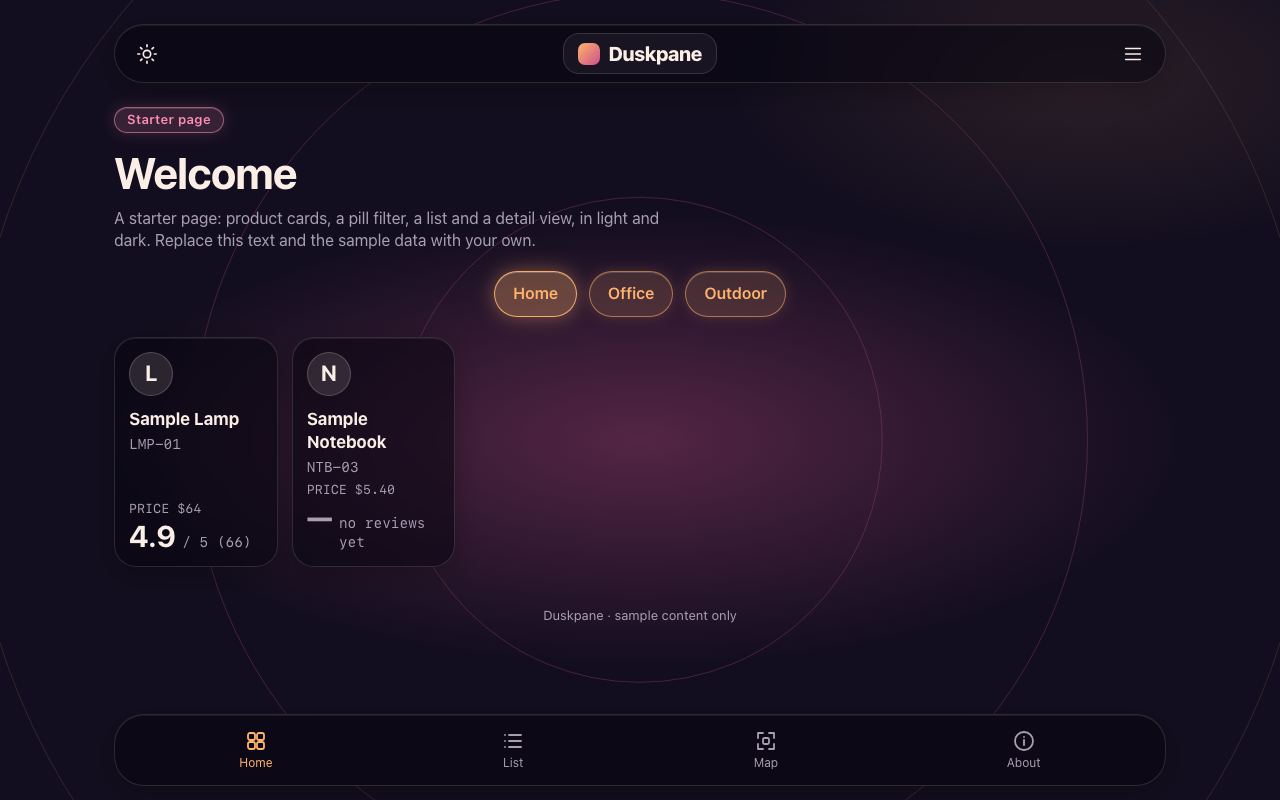 Duskpane
Starter page
Welcome
A starter page: product cards, a pill filter, a list and a detail view, in light and
dark. Replace this text and the sample data with your own.
Home
Office
Outdoor
L
Sample Lamp
LMP–01
PRICE $64
4.9 / 5 (66)
N
Sample
Notebook
NTB–03
PRICE $5.40
— no reviews
yet
Duskpane · sample content only
Home
List
Map
About